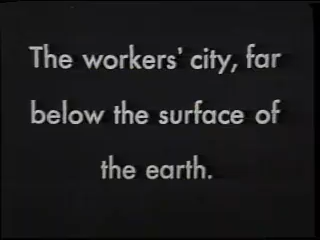 The workers' city, far
below the surface of
the earth.